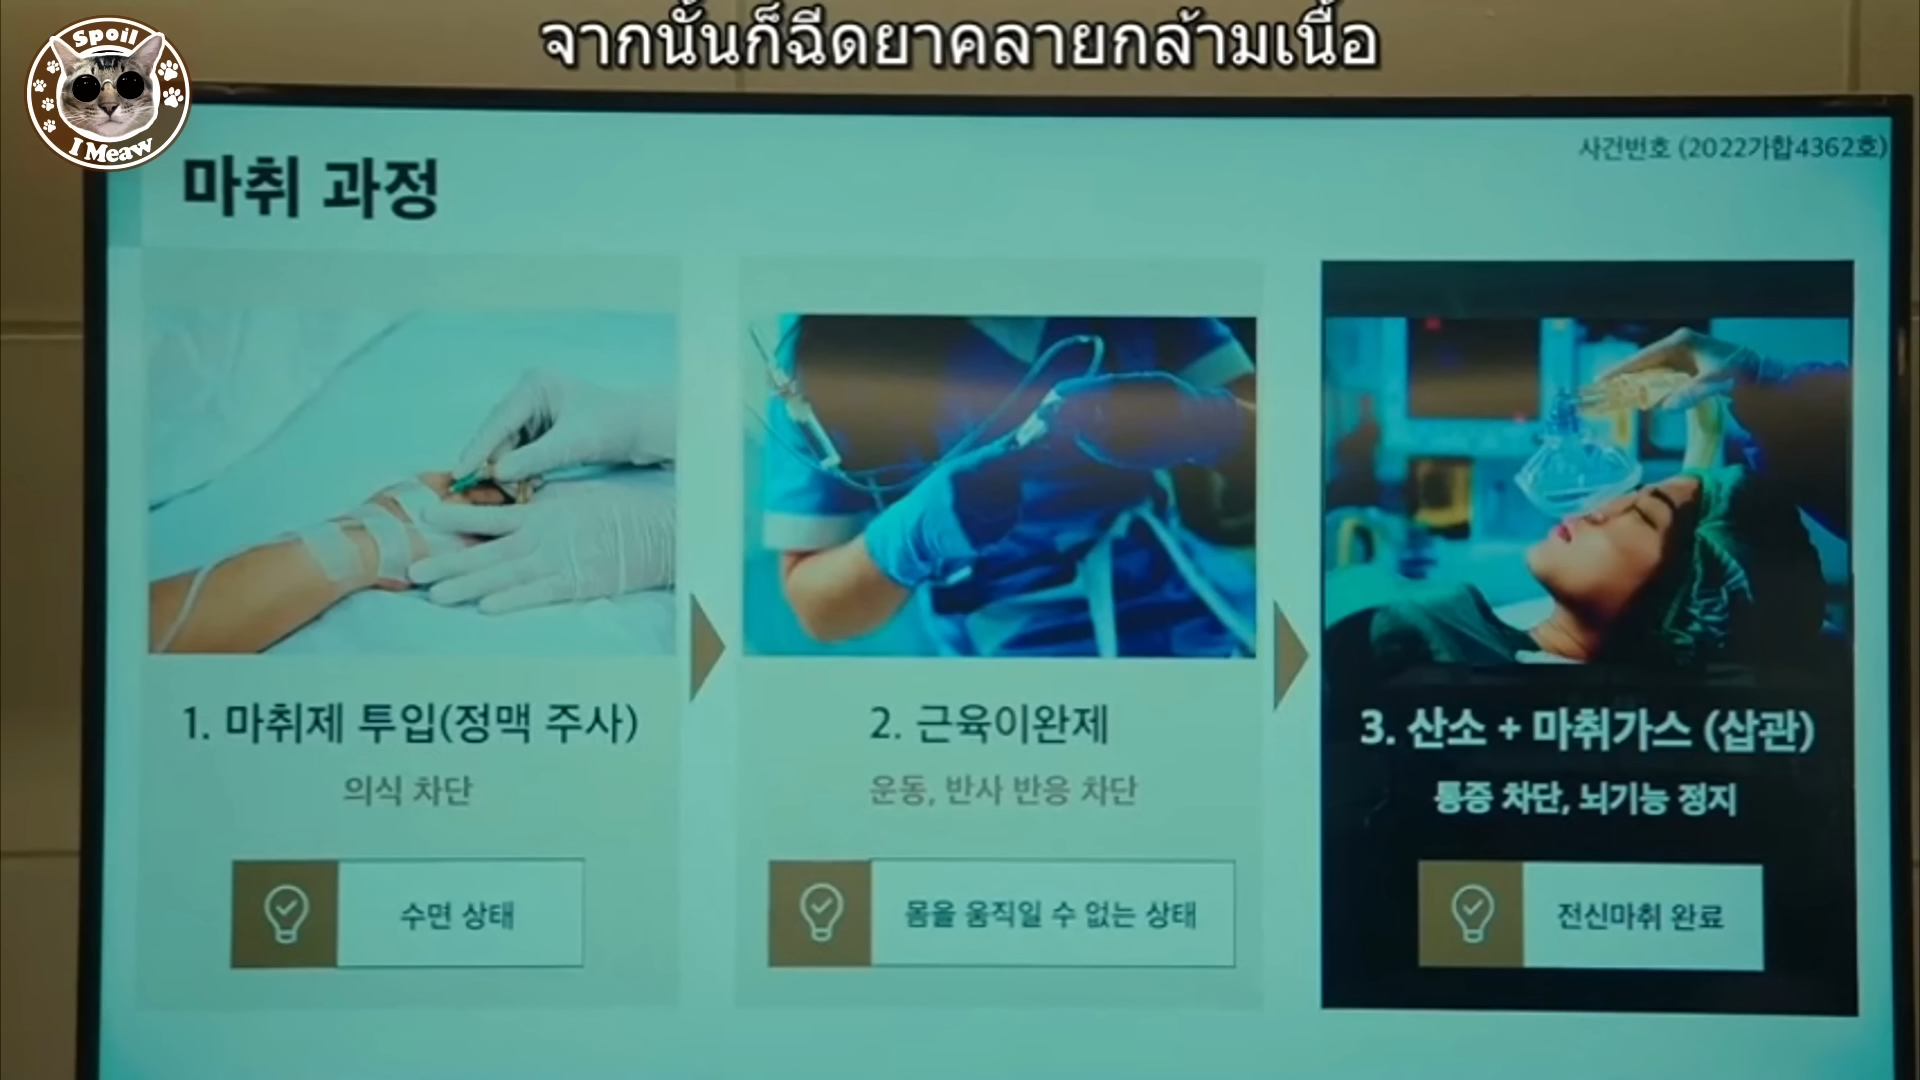 Spoil
I Meaw
จากนั้นก็ฉีดยาคลายกล้ามเนื้อ
사건번호 (2022가합4362호)
마취 과정
1. 마취제 투입(정맥 주사)
의식 차단
수면 상태
2. 근육이완제
운동, 반사 반응 차단
몸을 움직일 수 없는 상태
3. 산소 + 마취가스 (삽관)
통증 차단, 뇌기능 정지
전신마취 완료